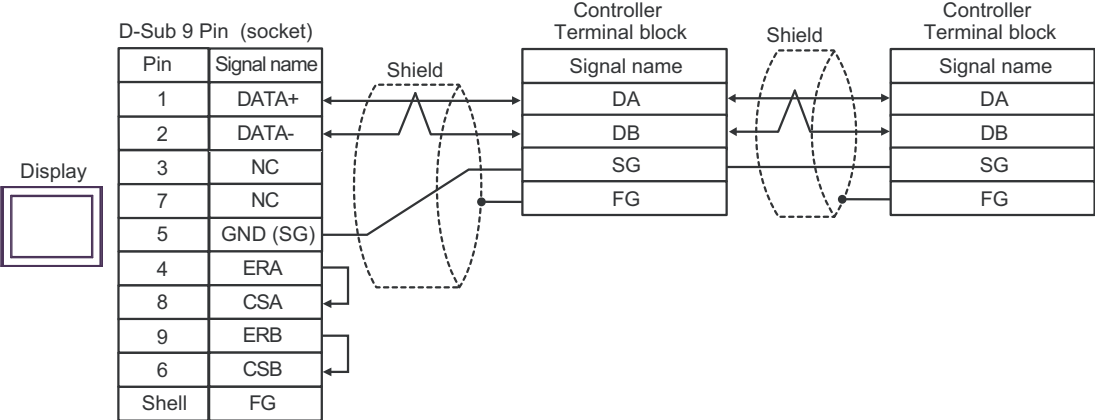 Controller
Terminal block
Controller
Terminal block
D-Sub 9 Pin (socket)
Shield
Shield
Pin Signal name
Signal name
Signal name
1 DATA+
DA
DA
2 DATA-
DB
DB
3 NC
SG
SG
Display
7 NC
FG
FG
5 GND (SG)
4 ERA
8 CSA
9 ERB
6 CSB
Shell FG